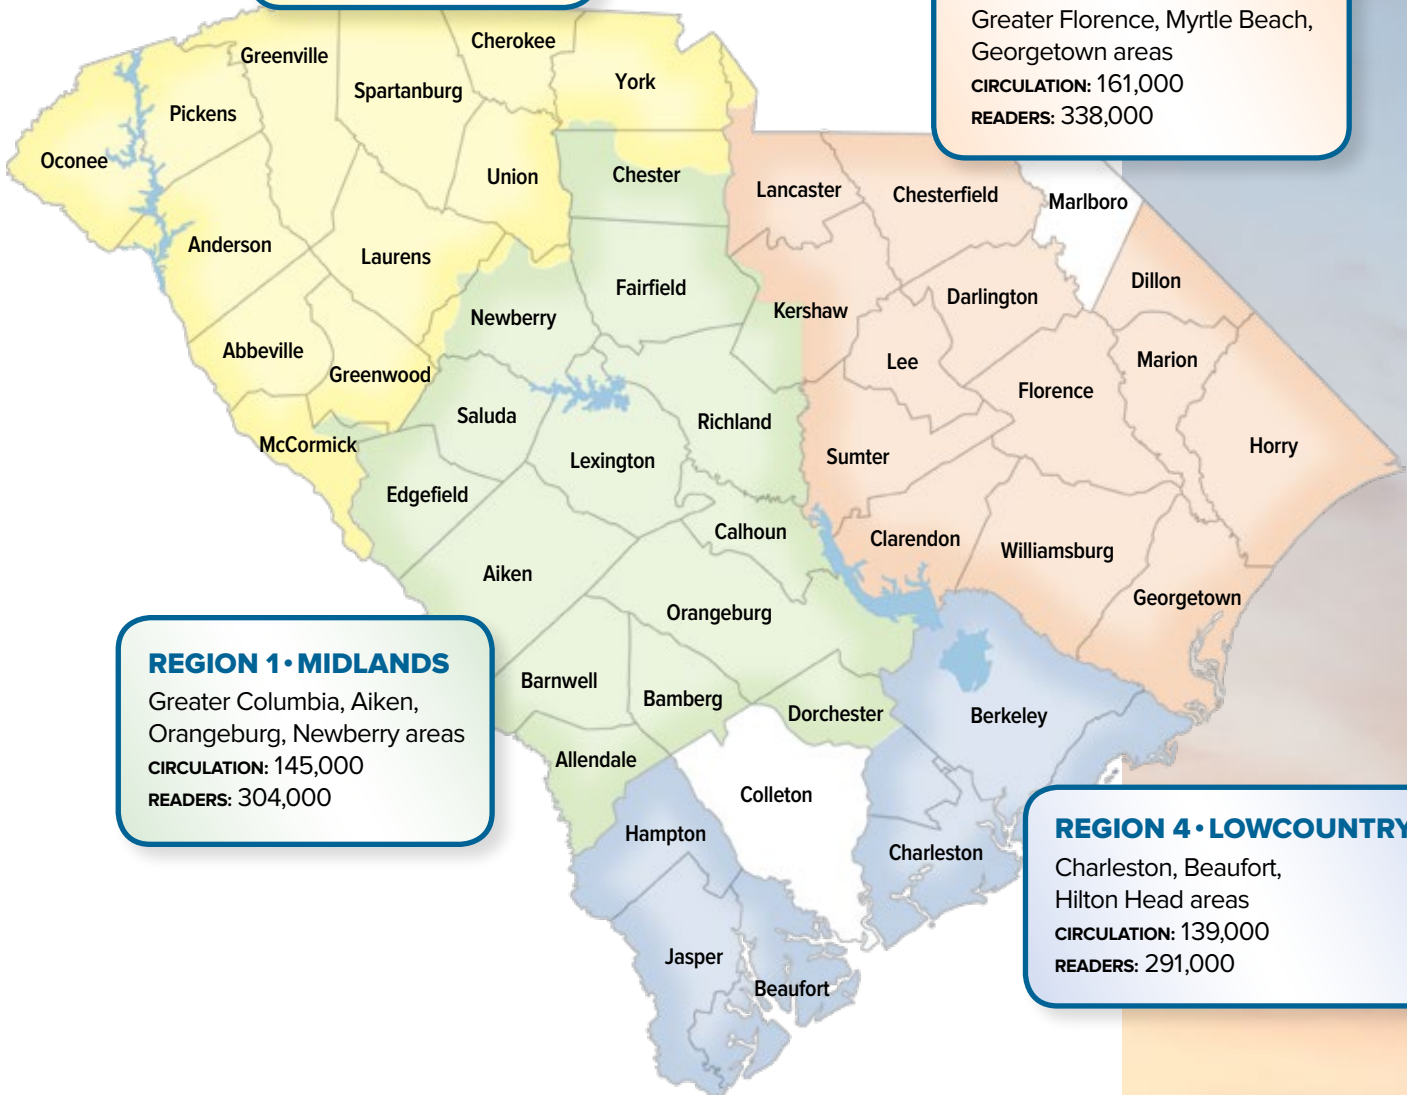 Greater Florence, Myrtle Beach,
Georgetown areas
CIRCULATION: 161,000
READERS: 338,000
Cherokee
Greenville
York
Spartanburg
Pickens
Oconee
Union
Chester
Lancaster
Chesterfield
Marlboro
Anderson
Laurens
Fairfield
Dillon
Darlington
Kershaw
Newberry
Abbeville
Greenwood
Lee
Marion
Florence
Saluda
Richland
McCormick
Lexington
Sumter
Horry
Edgefield
Calhoun
Clarendon
Williamsburg
Aiken
Georgetown
Orangeburg
REGION 1 • MIDLANDS
Greater Columbia, Aiken,
Orangeburg, Newberry areas
CIRCULATION: 145,000
READERS: 304,000
Barnwell
Bamberg
Dorchester
Berkeley
Allendale
Colleton
Hampton
Charleston
REGION 4 • LOWCOUNTRY
Charleston, Beaufort,
Hilton Head areas
CIRCULATION: 139,000
READERS: 291,000
Jasper
Beaufort